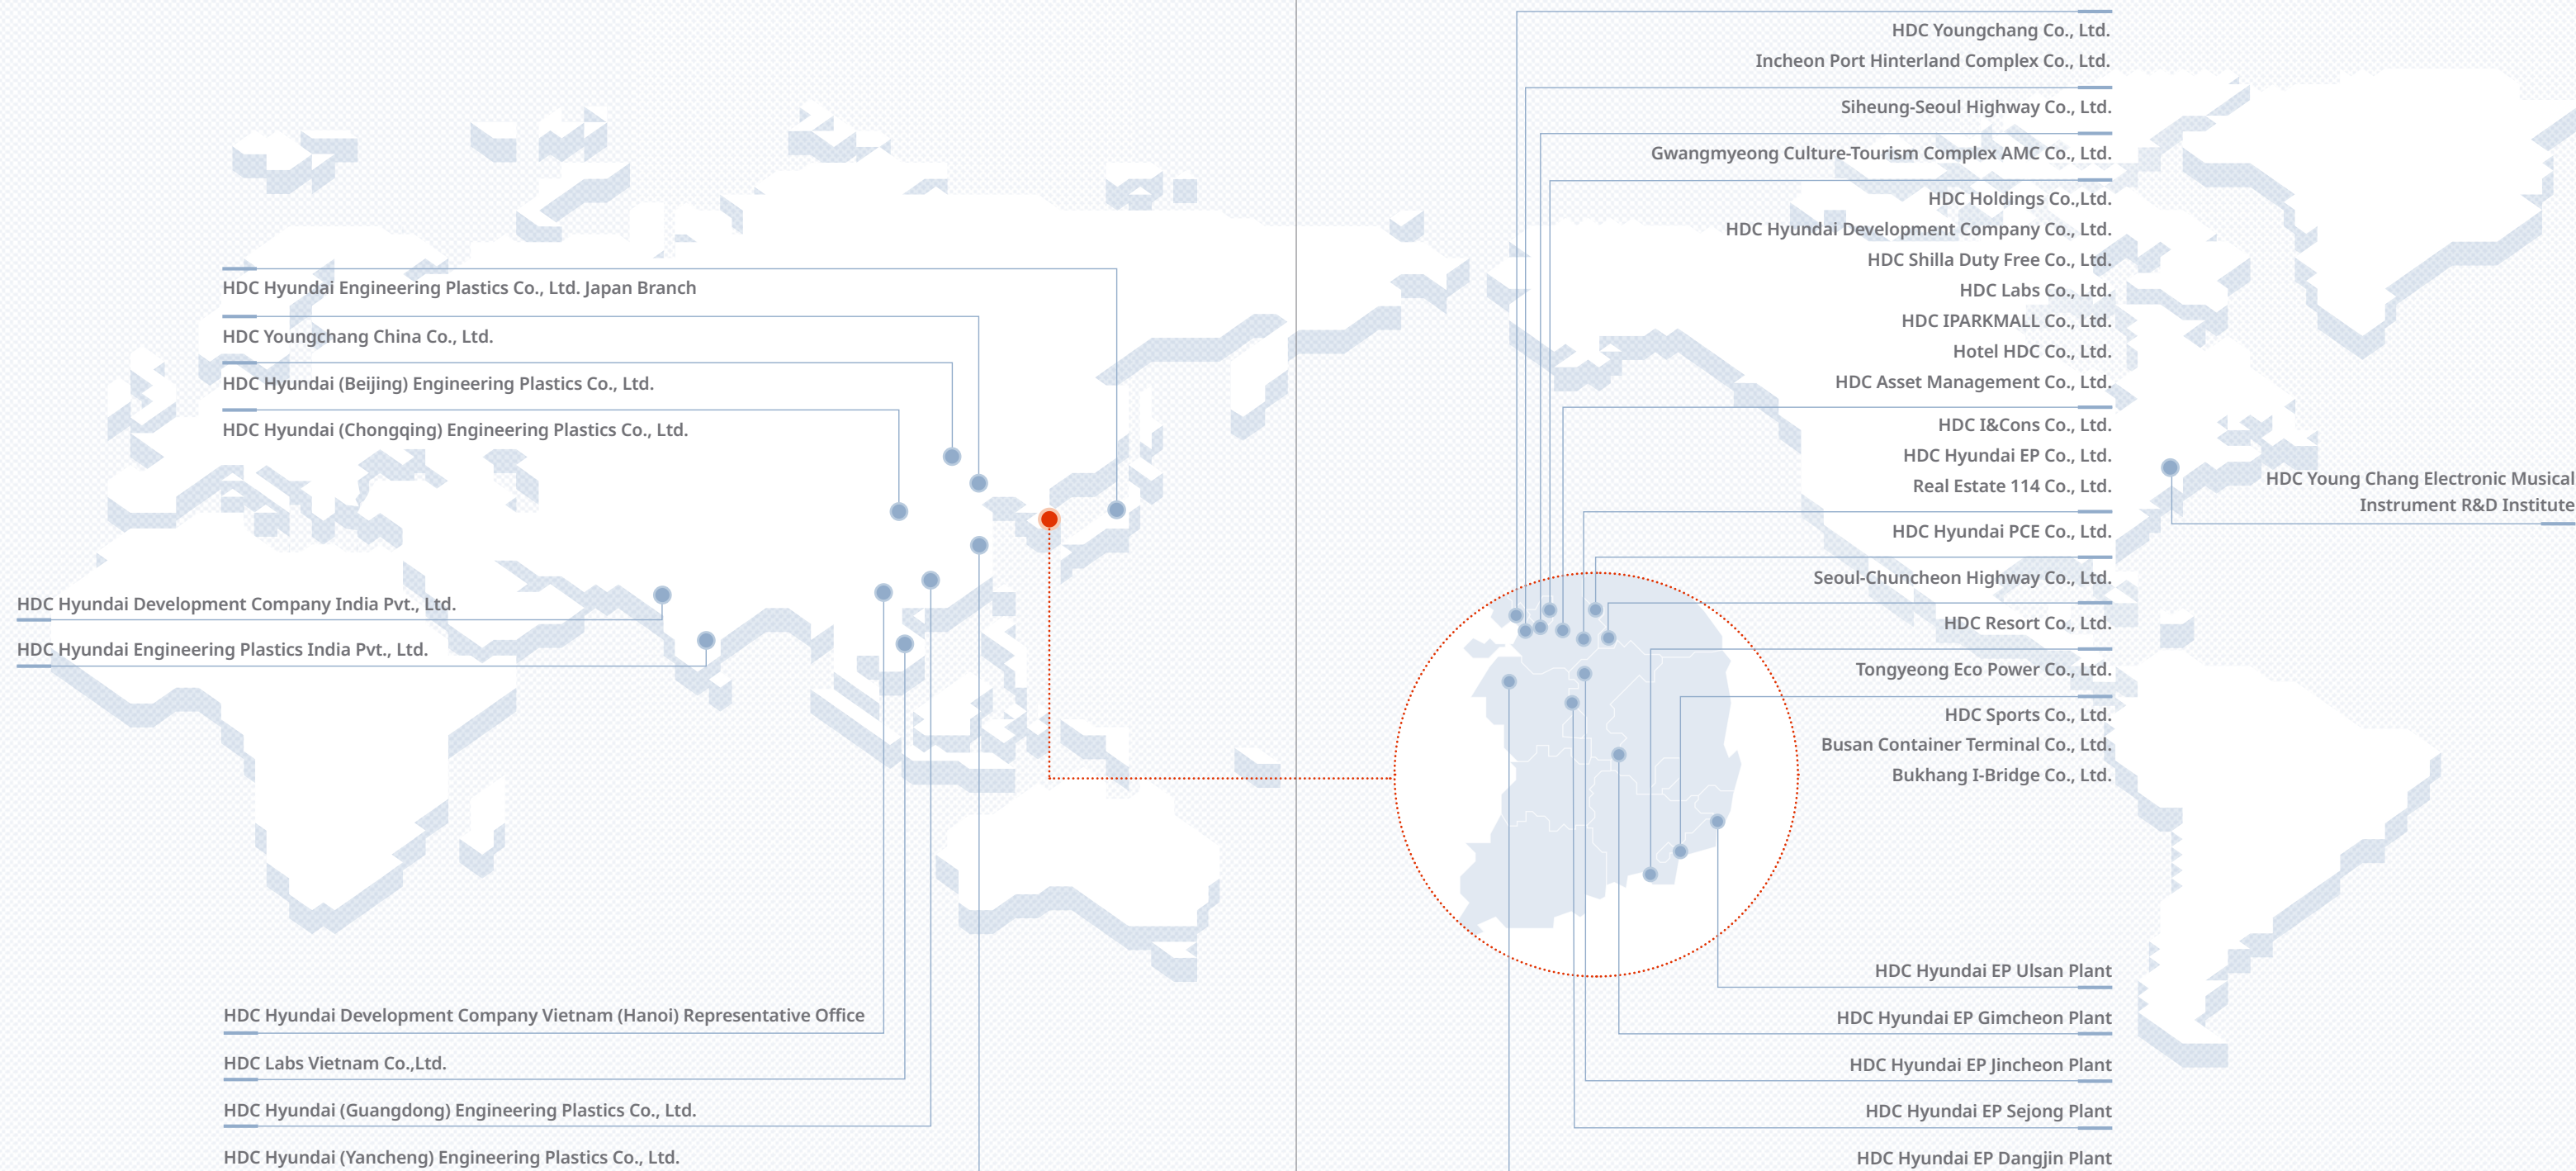 HDC Hyundai Engineering Plastics Co., Ltd. Japan Branch
HDC Youngchang China Co., Ltd.
HDC Hyundai (Beijing) Engineering Plastics Co., Ltd.
HDC Hyundai (Chongqing) Engineering Plastics Co., Ltd.
HDC Hyundai Development Company India Pvt., Ltd.
HDC Hyundai Engineering Plastics India Pvt., Ltd.
HDC Hyundai Development Company Vietnam (Hanoi) Representative Office
HDC Labs Vietnam Co.,Ltd.
HDC Hyundai (Guangdong) Engineering Plastics Co., Ltd.
HDC Hyundai (Yancheng) Engineering Plastics Co., Ltd.
HDC Youngchang Co., Ltd.
Incheon Port Hinterland Complex Co., Ltd.
Siheung-Seoul Highway Co., Ltd.
Gwangmyeong Culture-Tourism Complex AMC Co., Ltd.
HDC Holdings Co.,Ltd.
HDC Hyundai Development Company Co., Ltd.
HDC Shilla Duty Free Co., Ltd.
HDC Labs Co., Ltd.
HDC IPARKMALL Co., Ltd.
Hotel HDC Co., Ltd.
HDC Asset Management Co., Ltd.
HDC I&Cons Co., Ltd.
HDC Hyundai EP Co., Ltd.
Real Estate 114 Co., Ltd.
HDC Hyundai PCE Co., Ltd.
Seoul-Chuncheon Highway Co., Ltd.
HDC Resort Co., Ltd.
Tongyeong Eco Power Co., Ltd.
HDC Sports Co., Ltd.
Busan Container Terminal Co., Ltd.
Bukhang I-Bridge Co., Ltd.
HDC Hyundai EP Ulsan Plant
HDC Hyundai EP Gimcheon Plant
HDC Hyundai EP Jincheon Plant
HDC Hyundai EP Sejong Plant
HDC Hyundai EP Dangjin Plant
HDC Young Chang Electronic Musical
Instrument R&D Institute